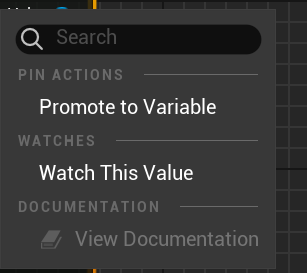 Search
PIN ACTIONS
Promote to Variable
WATCHES
Watch This Value
DOCUMENTATION
View Documentation